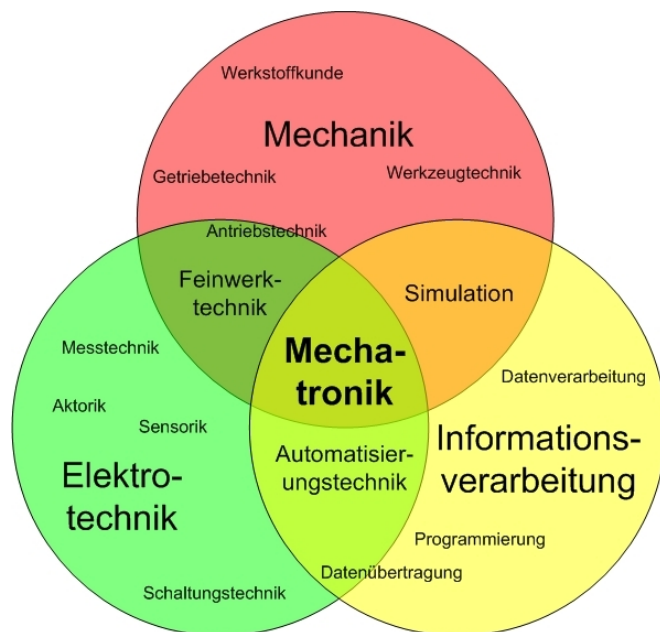 Werkstoffkunde
Mechanik
Getriebetechnik
Werkzeugtechnik
Antriebstechnik
Feinwerk-
technik
Simulation
Mecha-
tronik
Messtechnik
Datenverarbeitung
Aktorik
Sensorik
Elektro-
technik
Automatisier-
ungstechnik
Informations-
verarbeitung
Programmierung
Datenübertragung
Schaltungstechnik